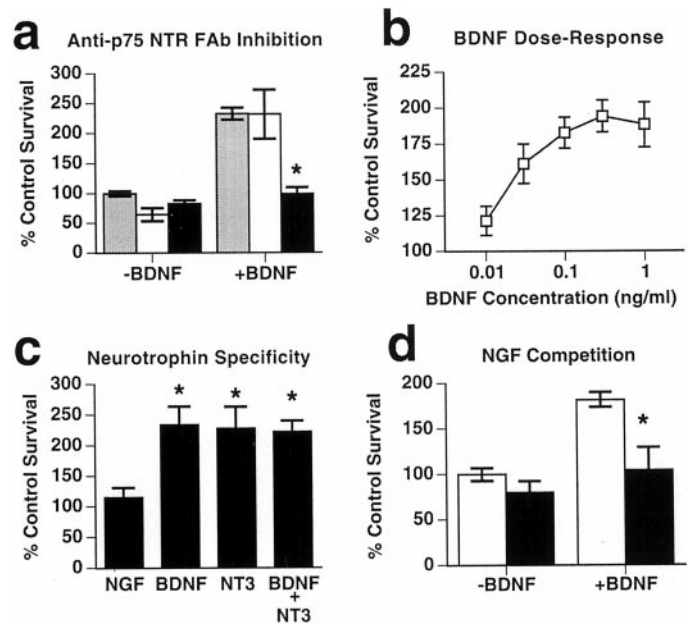 a
Anti-p75 NTR FAb Inhibition
% Control Survival
300
250
200
150
100
50
0
*
-BDNF
+BDNF
b
BDNF Dose-Response
% Control Survival
225
200
175
150
125
100
0.01
0.1
1
BDNF Concentration (ng/ml)
c
Neurotrophin Specificity
% Control Survival
300
250
200
150
100
50
0
*
*
*
NGF
BDNF
NT3
BDNF
+
NT3
d
NGF Competition
% Control Survival
200
150
100
50
0
*
-BDNF
+BDNF